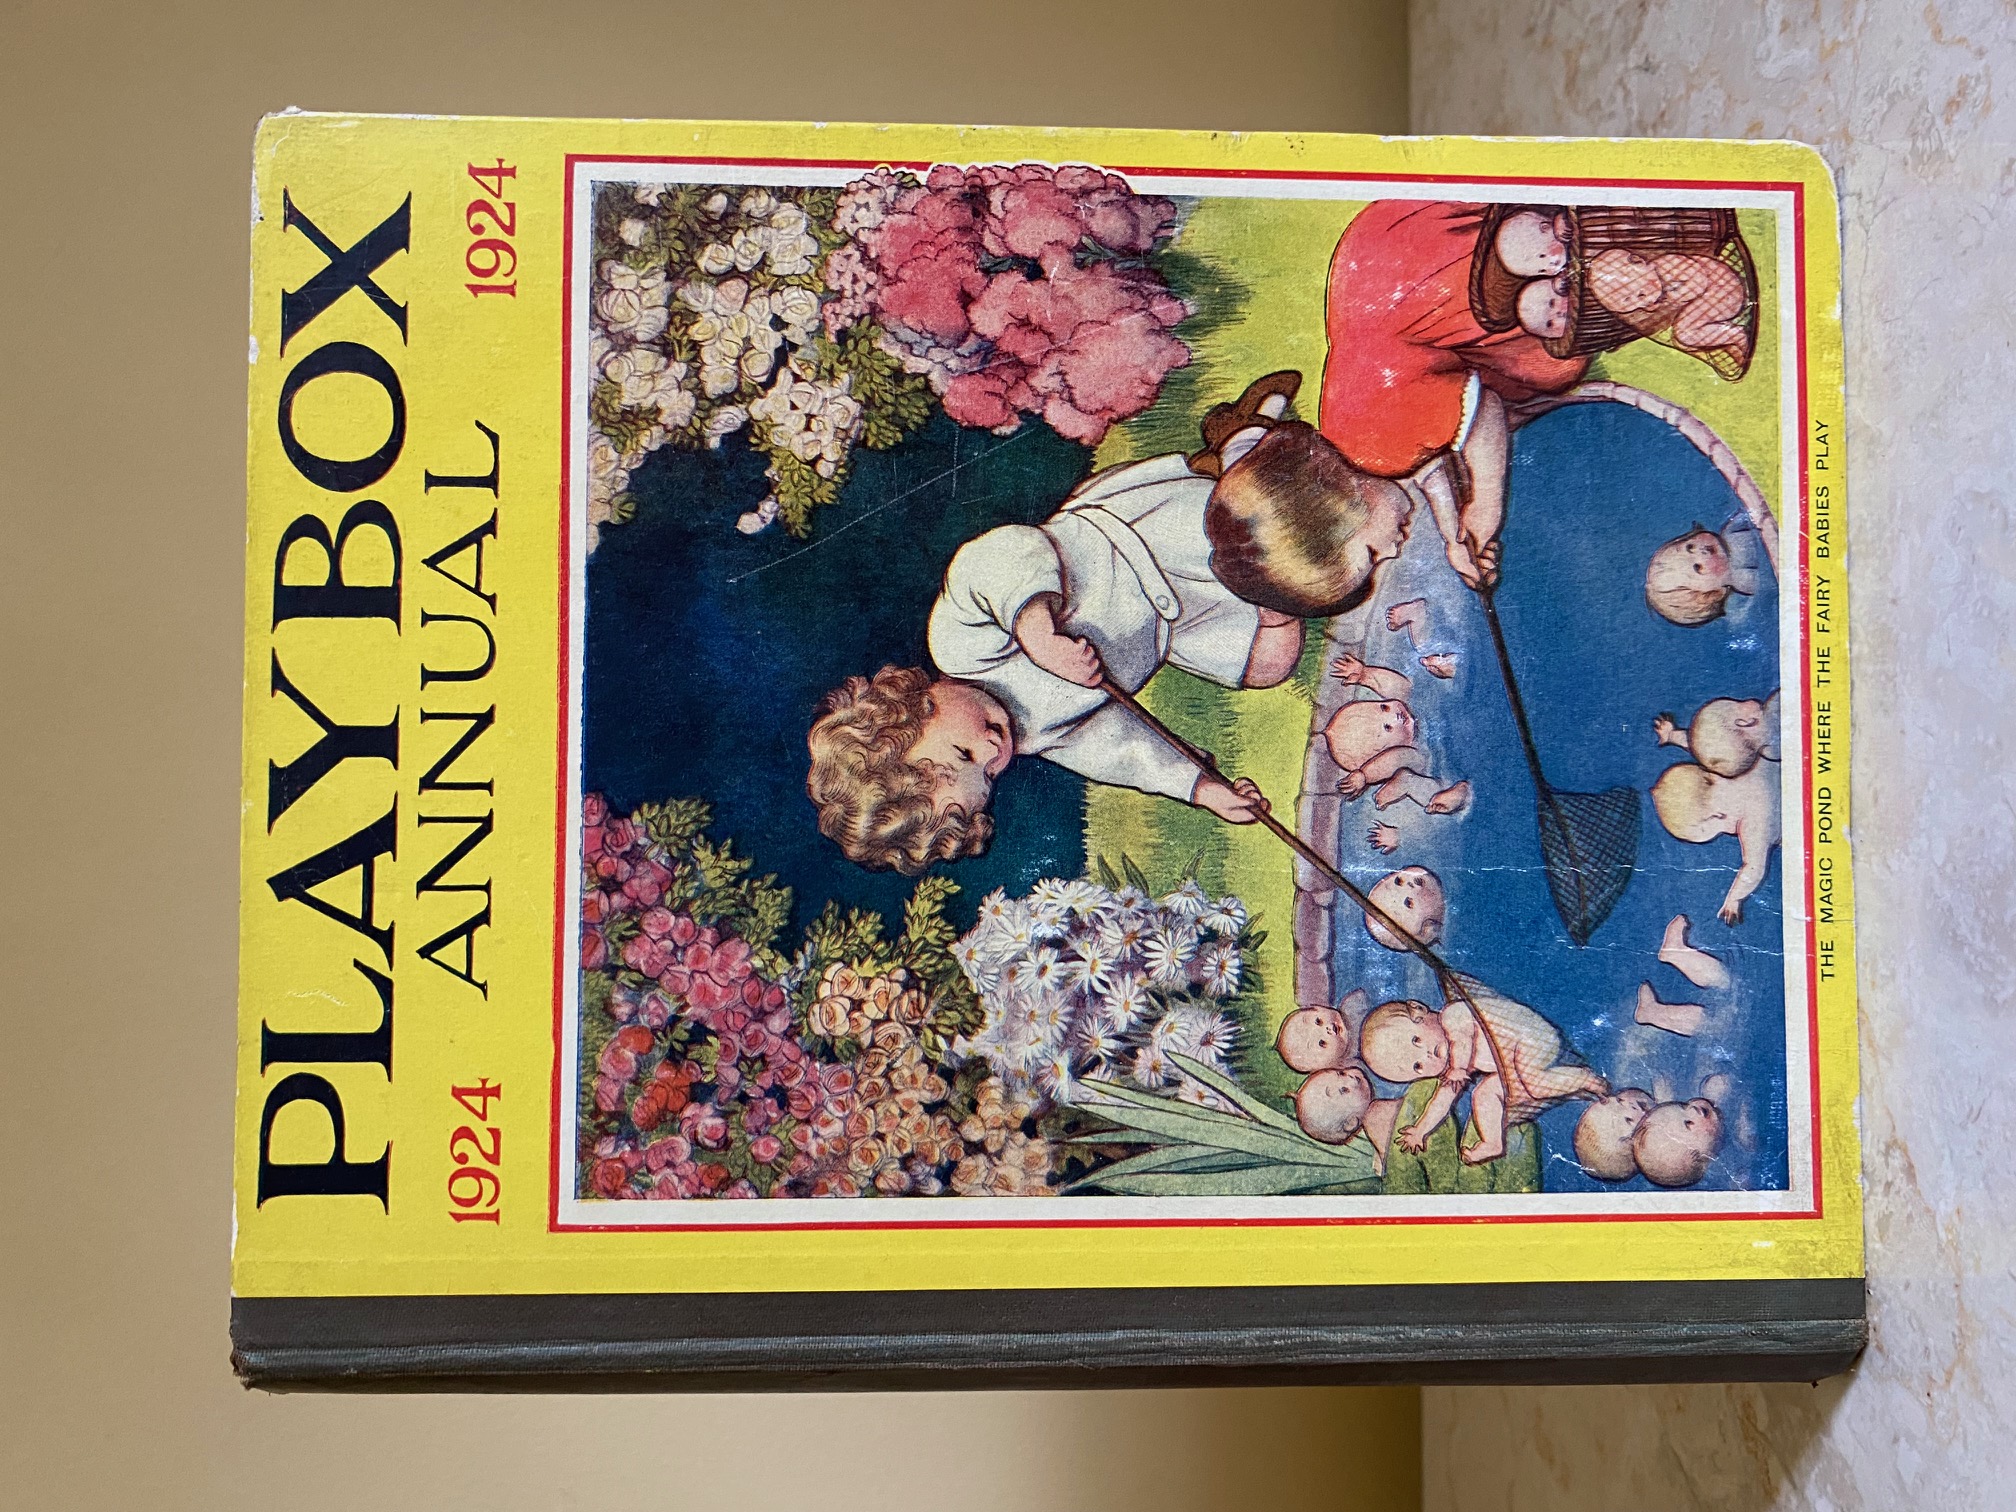 PLAYBOX
1924 ANNUAL 1924
THE MAGIC POND WHERE THE FAIRY BABIES PLAY